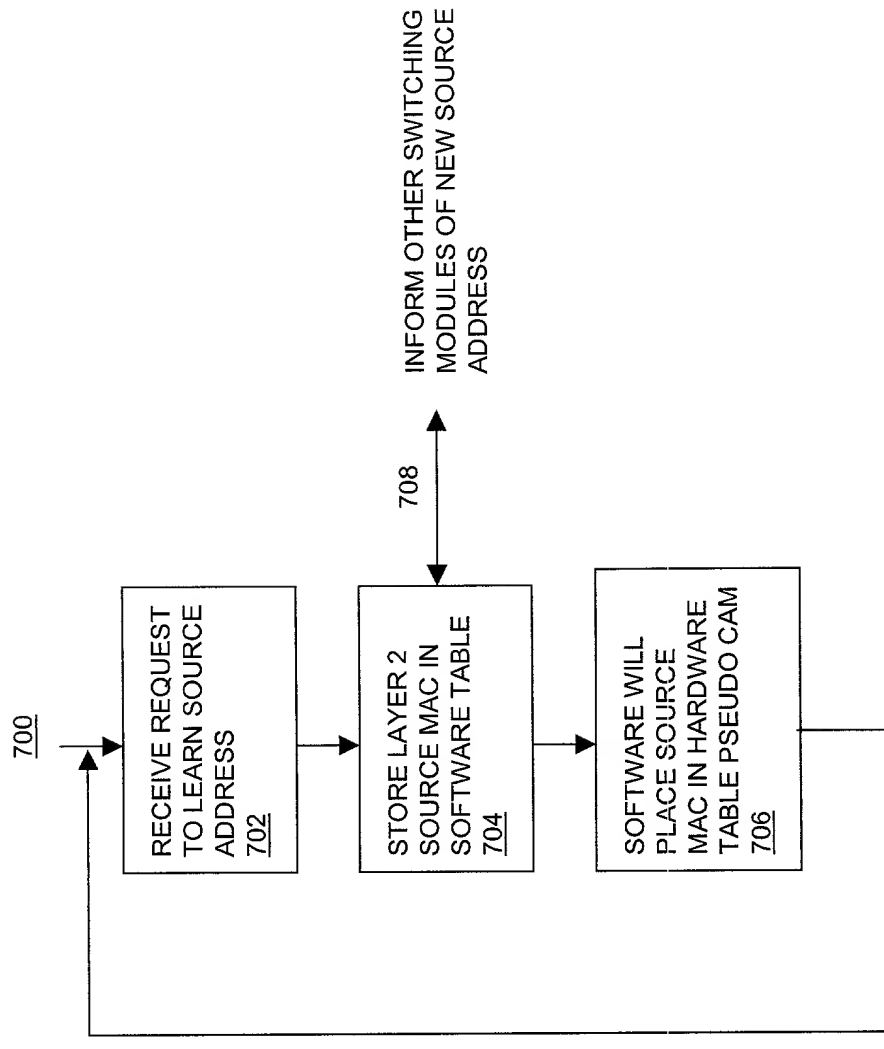 700
RECEIVE REQUEST
TO LEARN SOURCE
ADDRESS
702
STORE LAYER 2
SOURCE MAC IN
SOFTWARE TABLE
704
708
INFORM OTHER SWITCHING
MODULES OF NEW SOURCE
ADDRESS
SOFTWARE WILL
PLACE SOURCE
MAC IN HARDWARE
TABLE PSEUDO CAM
706